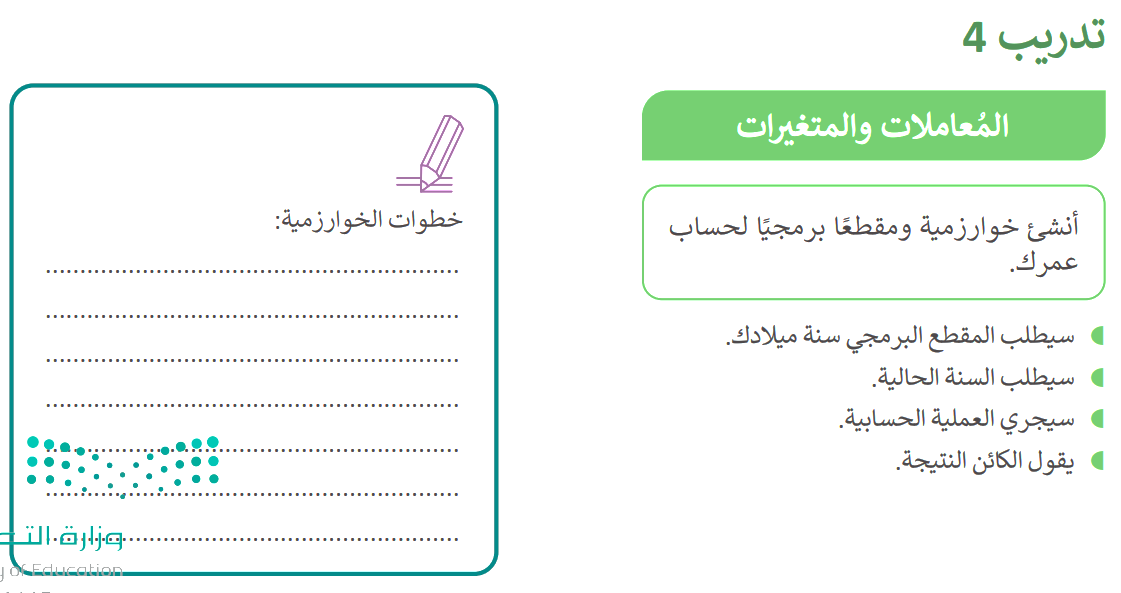 تدريب 4
المُعاملات والمتغيرات
أنشئ خوارزمية ومقطعًا برمجيًا لحساب
عمرك.
سيطلب المقطع البرمجي سنة ميلادك.
سيطلب السنة الحالية.
سيجري العملية الحسابية.
يقول الكائن النتيجة.
خطوات الخوارزمية:
وزارة التـ
y of Education